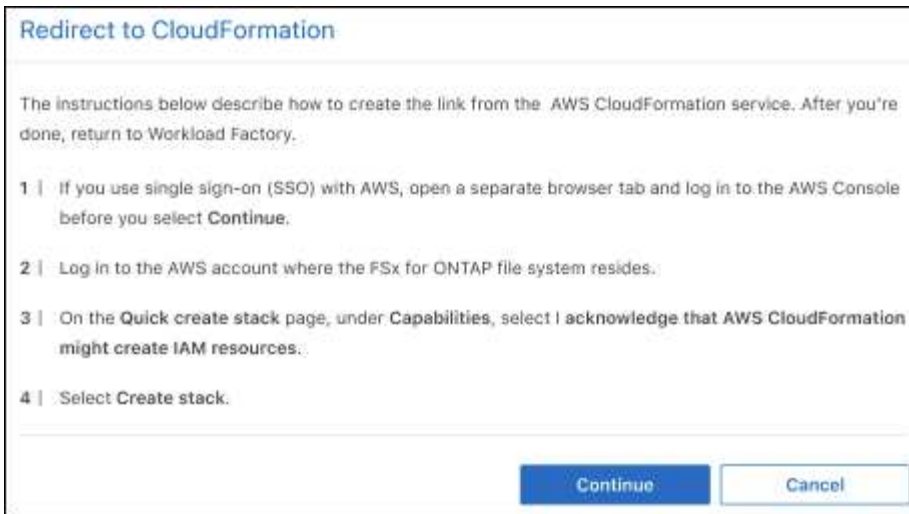 Redirect to CloudFormation
The instructions below describe how to create the link from the AWS CloudFormation service. After you're
done, return to Workload Factory.
1 | If you use single sign-on (SSO) with AWS, open a separate browser tab and log in to the AWS Console
before you select Continue.
2 | Log in to the AWS account where the FSx for ONTAP file system resides.
3 | On the Quick create stack page, under Capabilities, select I acknowledge that AWS CloudFormation
might create IAM resources.
4 | Select Create stack.
Continue Cancel